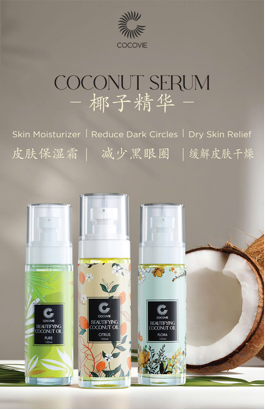 COCOVIE
COCONUT SERUM
椰子精华
Skin Moisturizer | Reduce Dark Circles | Dry Skin Relief
皮肤保湿霜 | 减少黑眼圈 | 缓解皮肤干燥
COCOVIE
BEAUTIFYING
COCONUT OIL
PURE
COCOVIE
BEAUTIFYING
COCONUT OIL
CITRUS
COCOVIE
BEAUTIFYING
COCONUT OIL
FLORA